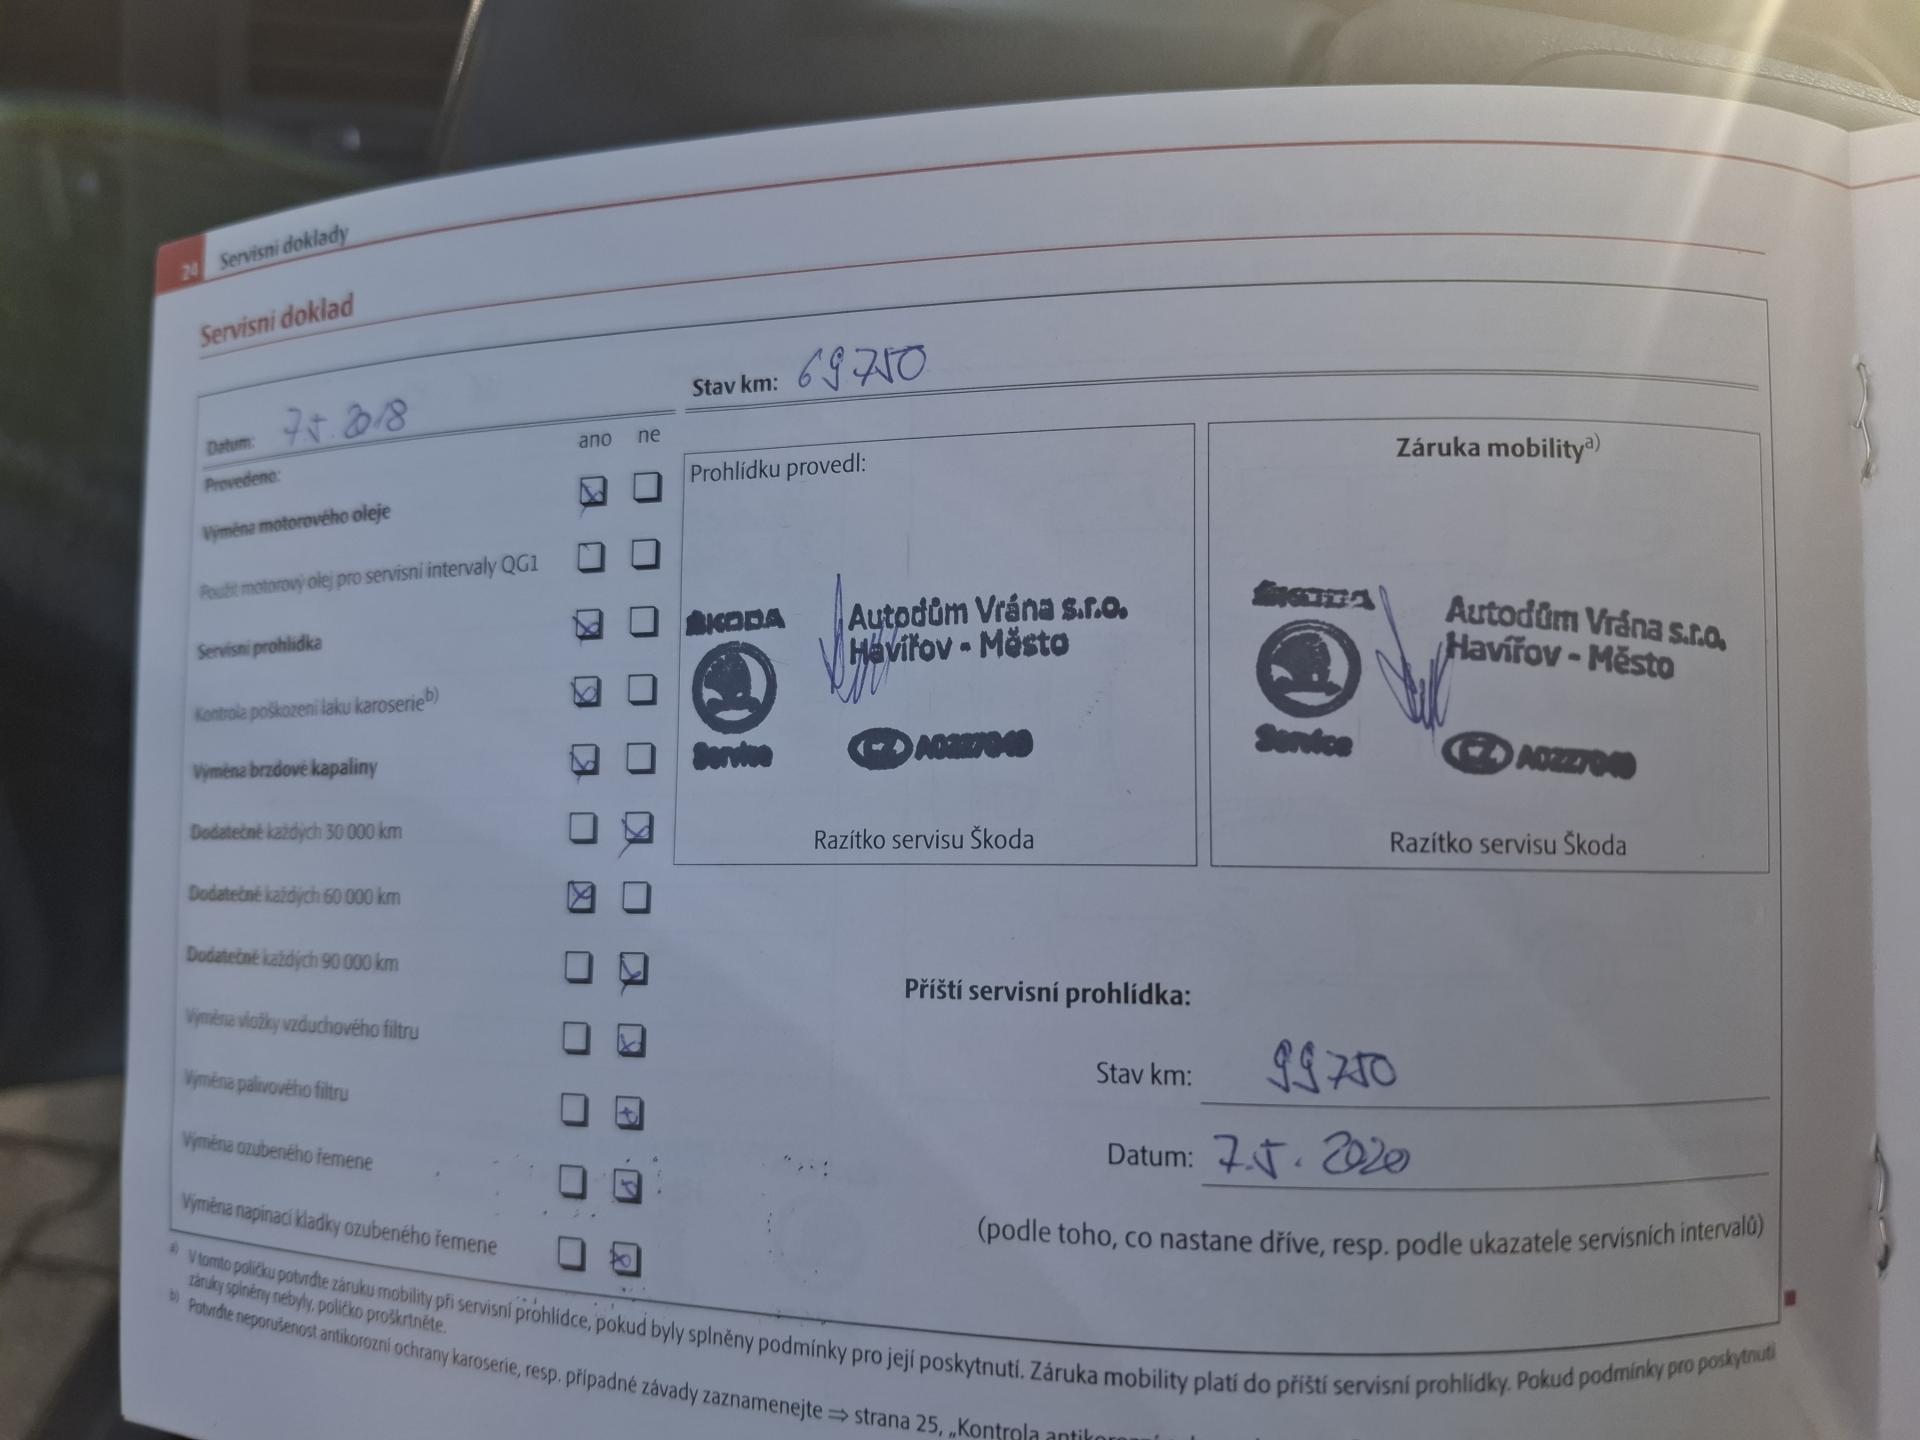 24 Servisní doklady
Servisní doklad
Datum: 7.5.2018
Stav km: 69750
Provedeno:
ano ne
Výměna motorového oleje
Použit motorový olej pro servisní intervaly QG1
Servisní prohlídka
Kontrola poškození laku karoserie b)
Výměna brzdové kapaliny
Dodatečně každých 30 000 km
Dodatečně každých 60 000 km
Dodatečně každých 90 000 km
Výměna vložky vzduchového filtru
Výměna palivového filtru
Výměna ozubeného řemene
Výměna napínací kladky ozubeného řemene
Prohlídku provedl:
ŠKODA
Autodům Vrána s.r.o.
Havířov - Město
Service
CZ A0227049
Razítko servisu Škoda
Záruka mobility a)
ŠKODA
Autodům Vrána s.r.o.
Havířov - Město
Service
CZ A0227049
Razítko servisu Škoda
Příští servisní prohlídka:
Stav km: 99750
Datum: 7.5.2020
(podle toho, co nastane dříve, resp. podle ukazatele servisních intervalů)
a) V tomto políčku potvrďte záruku mobility při servisní prohlídce, pokud byly splněny podmínky pro její poskytnutí. Záruka mobility platí do příští servisní prohlídky. Pokud podmínky pro poskytnutí
záruky splněny nebyly, políčko proškrtněte.
b) Potvrďte neporušenost antikorozní ochrany karoserie, resp. případné závady zaznamenejte ⇒ strana 25, „Kontrola